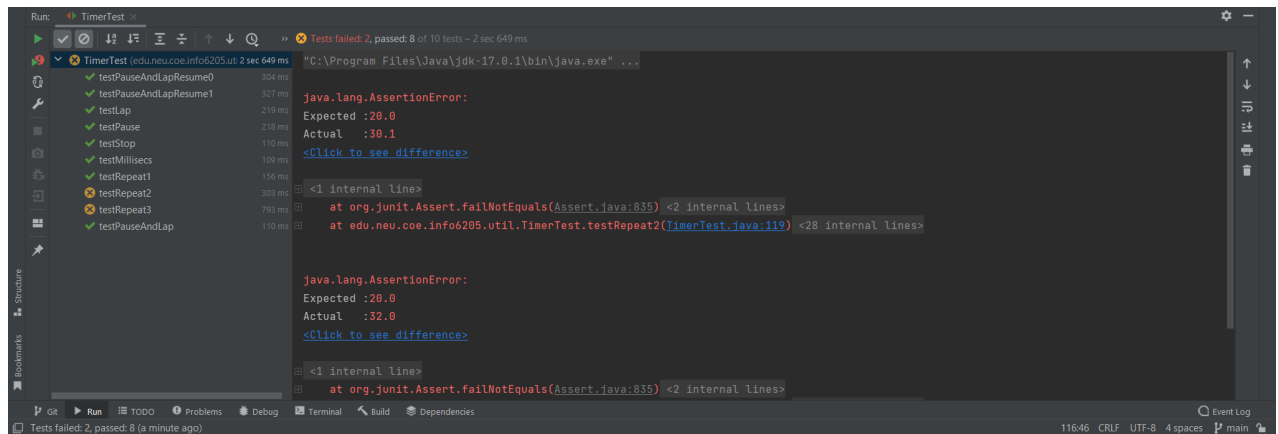 Run: TimerTest
Tests failed: 2, passed: 8 of 10 tests – 2 sec 649 ms
TimerTest (edu.neu.coe.info6205.uti 2 sec 649 ms
testPauseAndLapResume0 304 ms
testPauseAndLapResume1 327 ms
testLap 219 ms
testPause 218 ms
testStop 110 ms
testMillisecs 109 ms
testRepeat1 156 ms
testRepeat2 303 ms
testRepeat3 793 ms
testPauseAndLap 110 ms
"C:\Program Files\Java\jdk-17.0.1\bin\java.exe" ...
java.lang.AssertionError:
Expected :20.0
Actual :30.1
<Click to see difference>
<1 internal line>
at org.junit.Assert.failNotEquals(Assert.java:835) <2 internal lines>
at edu.neu.coe.info6205.util.TimerTest.testRepeat2(TimerTest.java:119) <28 internal lines>
java.lang.AssertionError:
Expected :20.0
Actual :32.0
<Click to see difference>
<1 internal line>
at org.junit.Assert.failNotEquals(Assert.java:835) <2 internal lines>
Structure
Bookmarks
Git Run TODO Problems Debug Terminal Build Dependencies Event Log
Tests failed: 2, passed: 8 (a minute ago) 116:46 CRLF UTF-8 4 spaces main